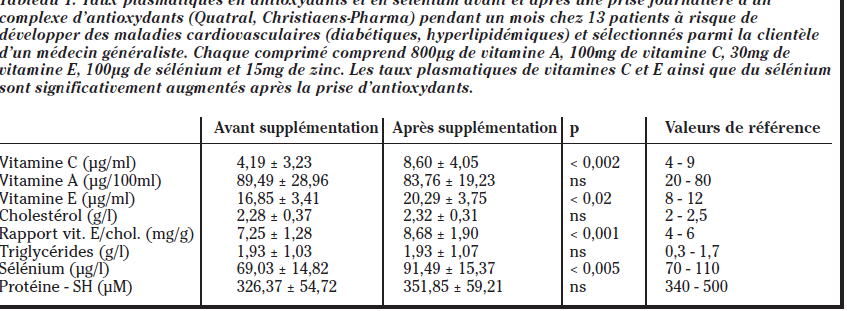 Tableau 1. Taux plasmatiques en antioxydants et en sélénium avant et après une prise journalière d'un
complexe d'antioxydants (Quatral, Christiaens-Pharma) pendant un mois chez 13 patients à risque de
développer des maladies cardiovasculaires (diabétiques, hyperlipidémiques) et sélectionnés parmi la clientèle
d'un médecin généraliste. Chaque comprimé comprend 800µg de vitamine A, 100mg de vitamine C, 30mg de
vitamine E, 100µg de sélénium et 15mg de zinc. Les taux plasmatiques de vitamines C et E ainsi que du sélénium
sont significativement augmentés après la prise d'antioxydants.
Avant supplémentation Après supplémentation p Valeurs de référence
Vitamine C (µg/ml) 4,19 ± 3,23 8,60 ± 4,05 < 0,002 4 - 9
Vitamine A (µg/100ml) 89,49 ± 28,96 83,76 ± 19,23 ns 20 - 80
Vitamine E (µg/ml) 16,85 ± 3,41 20,29 ± 3,75 < 0,02 8 - 12
Cholestérol (g/l) 2,28 ± 0,37 2,32 ± 0,31 ns 2 - 2,5
Rapport vit. E/chol. (mg/g) 7,25 ± 1,28 8,68 ± 1,90 < 0,001 4 - 6
Triglycérides (g/l) 1,93 ± 1,03 1,93 ± 1,07 ns 0,3 - 1,7
Sélénium (µg/l) 69,03 ± 14,82 91,49 ± 15,37 < 0,005 70 - 110
Protéine - SH (µM) 326,37 ± 54,72 351,85 ± 59,21 ns 340 - 500